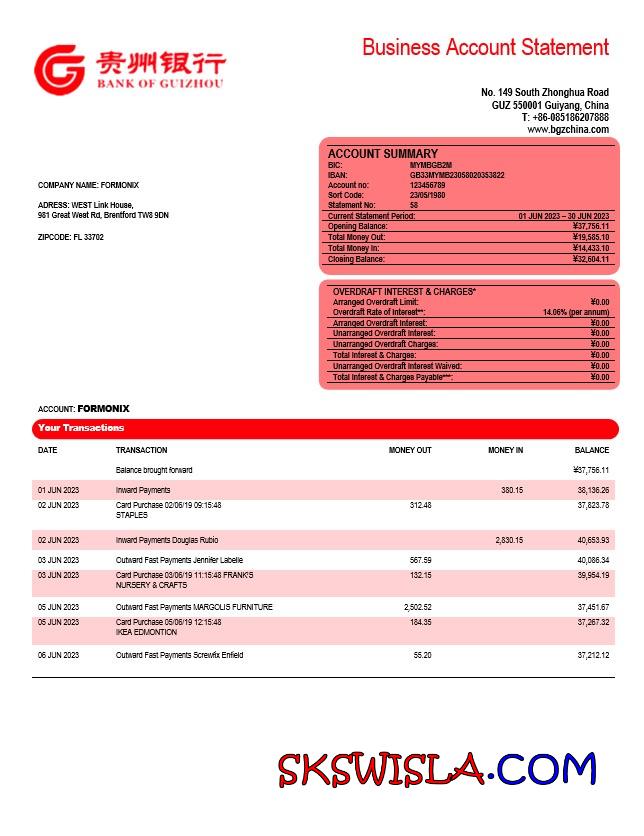 贵州银行
BANK OF GUIZHOU
Business Account Statement
No. 149 South Zhonghua Road
GUZ 550001 Guiyang, China
T: +86-085186207888
www.bgzchina.com
COMPANY NAME: FORMONIX
ADRESS: WEST Link House,
981 Great West Rd, Brentford TW8 9DN
ZIPCODE: FL 33702
ACCOUNT SUMMARY
BIC: MYMBGB2M
IBAN: GB33MYMB23058020353822
Account no: 123456789
Sort Code: 23/05/1980
Statement No: 58
Current Statement Period: 01 JUN 2023 – 30 JUN 2023
Opening Balance: ¥37,756.11
Total Money Out: ¥19,585.10
Total Money In: ¥14,433.10
Closing Balance: ¥32,604.11
OVERDRAFT INTEREST & CHARGES*
Arranged Overdraft Limit: ¥0.00
Overdraft Rate of Interest**: 14.06% (per annum)
Arranged Overdraft Interest: ¥0.00
Unarranged Overdraft Interest: ¥0.00
Unarranged Overdraft Charges: ¥0.00
Total Interest & Charges: ¥0.00
Unarranged Overdraft Interest Waived: ¥0.00
Total Interest & Charges Payable***: ¥0.00
ACCOUNT: FORMONIX
Your Transactions
DATE TRANSACTION MONEY OUT MONEY IN BALANCE
Balance brought forward ¥37,756.11
01 JUN 2023 Inward Payments 380.15 38,136.26
02 JUN 2023 Card Purchase 02/06/19 09:15:48 312.48 37,823.78
STAPLES
02 JUN 2023 Inward Payments Douglas Rubio 2,830.15 40,653.93
03 JUN 2023 Outward Fast Payments Jennifer Labelle 567.59 40,086.34
03 JUN 2023 Card Purchase 03/06/19 11:15:48 FRANK'S 132.15 39,954.19
NURSERY & CRAFTS
05 JUN 2023 Outward Fast Payments MARGOLIS FURNITURE 2,502.52 37,451.67
05 JUN 2023 Card Purchase 05/06/19 12:15:48 184.35 37,267.32
IKEA EDMONTION
06 JUN 2023 Outward Fast Payments Screwfix Enfield 55.20 37,212.12
SKSWISLA.COM